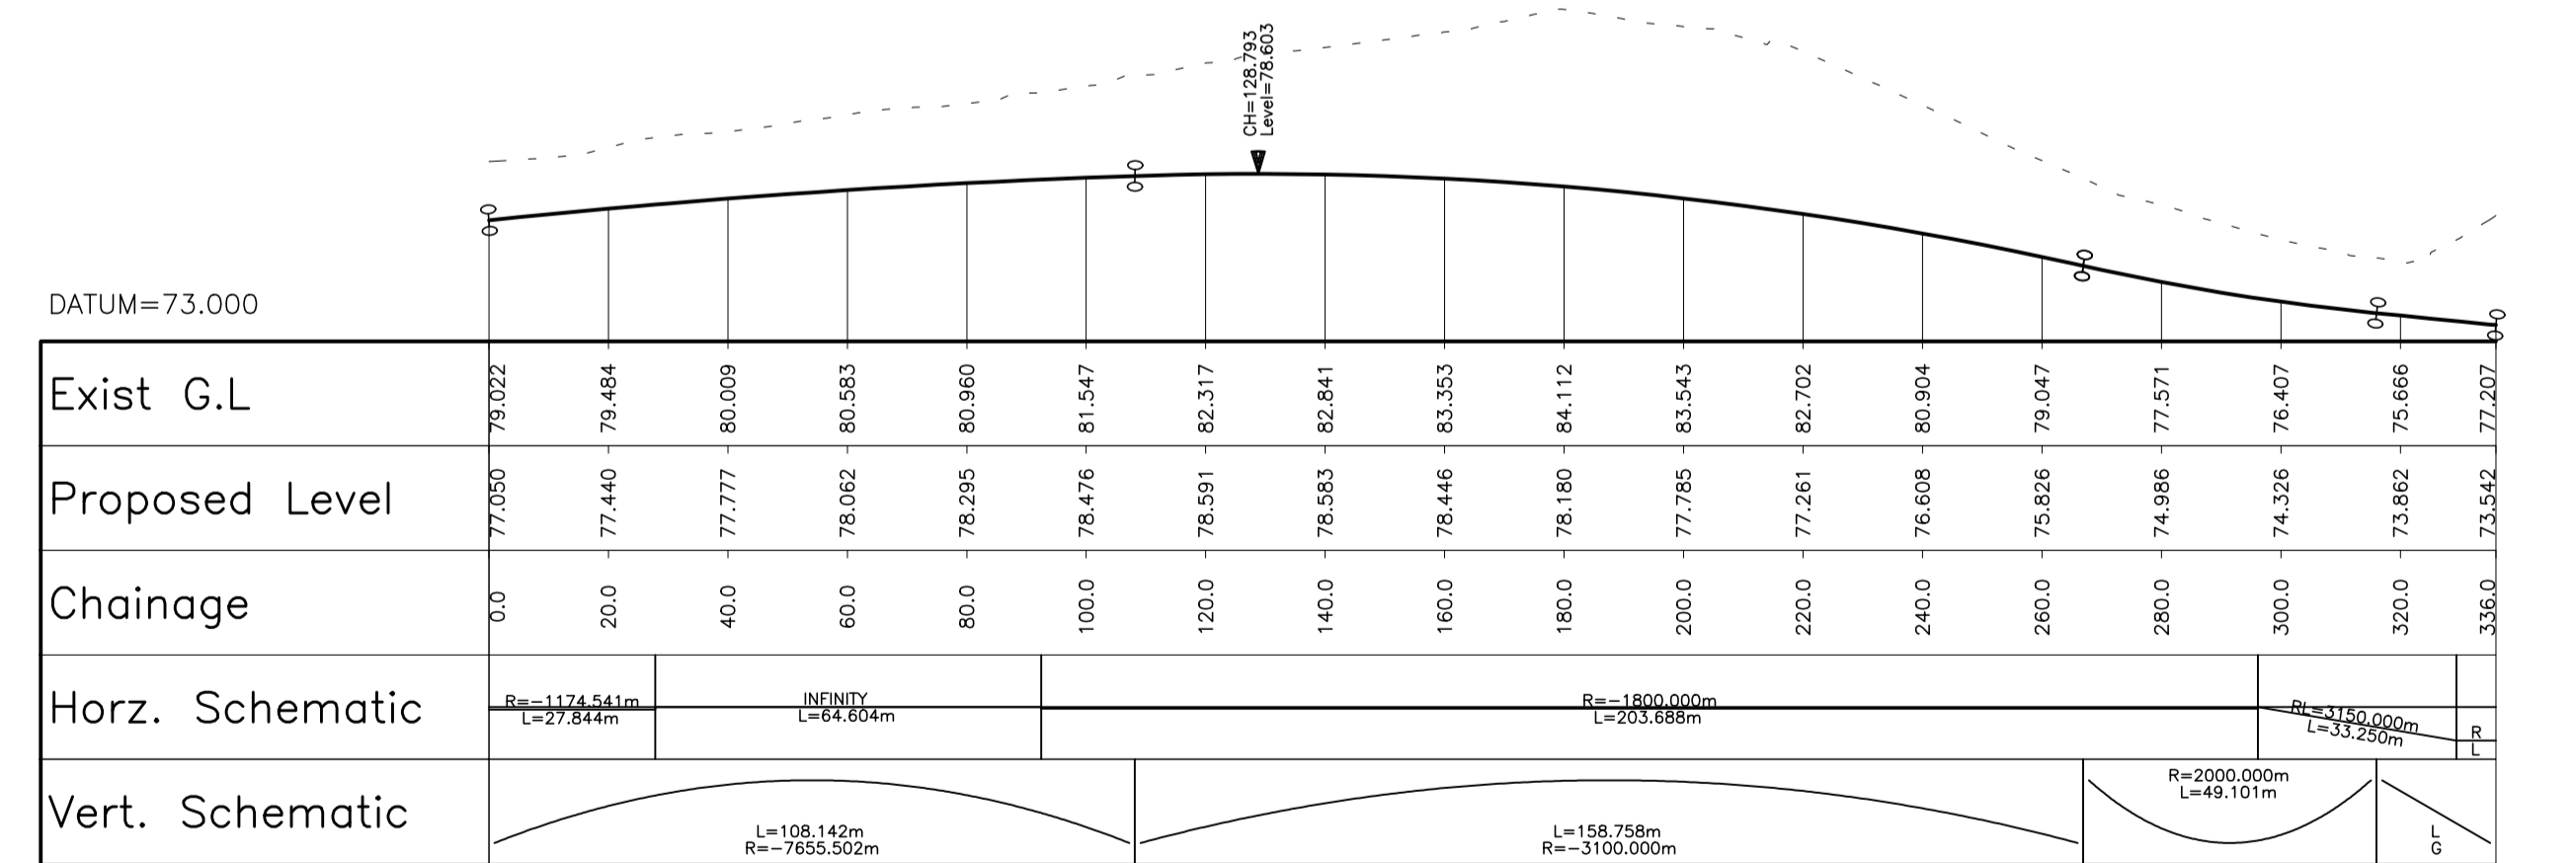 CH=128.793
Level=78.603
DATUM=73.000
Exist G.L 79.022 79.484 80.009 80.583 80.960 81.547 82.317 82.841 83.353 84.112 83.543 82.702 80.904 79.047 77.571 76.407 75.666 77.207
Proposed Level 77.050 77.440 77.777 78.062 78.295 78.476 78.591 78.583 78.446 78.180 77.785 77.261 76.608 75.826 74.986 74.326 73.862 73.542
Chainage 0.0 20.0 40.0 60.0 80.0 100.0 120.0 140.0 160.0 180.0 200.0 220.0 240.0 260.0 280.0 300.0 320.0 336.0
Horz. Schematic
R=-1174.541m
L=27.844m
INFINITY
L=64.604m
R=-1800.000m
L=203.688m
RL=3150.000m
L=33.250m
R
L
Vert. Schematic
L=108.142m
R=-7655.502m
L=158.758m
R=-3100.000m
R=2000.000m
L=49.101m
L
G